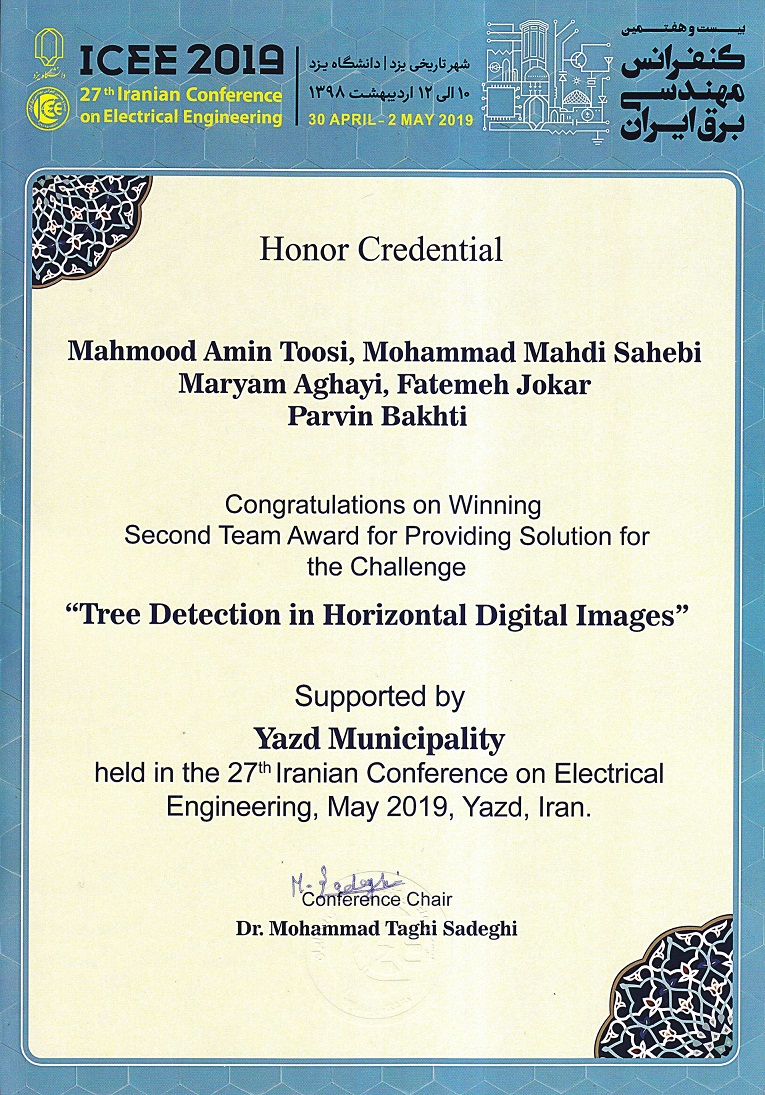 ICEE 2019
27th Iranian Conference
on Electrical Engineering
شهر تاریخی یزد | دانشگاه یزد
۱۰ الی ۱۲ اردیبهشت ۱۳۹۸
30 APRIL - 2 MAY 2019
بیست و هفتمین
کنفرانس
مهندسی
برق ایران
دانشگاه یزد
ICEE
Honor Credential
Mahmood Amin Toosi, Mohammad Mahdi Sahebi
Maryam Aghayi, Fatemeh Jokar
Parvin Bakhti
Congratulations on Winning
Second Team Award for Providing Solution for
the Challenge
“Tree Detection in Horizontal Digital Images”
Supported by
Yazd Municipality
held in the 27th Iranian Conference on Electrical
Engineering, May 2019, Yazd, Iran.
M. Sadeghi
Conference Chair
Dr. Mohammad Taghi Sadeghi